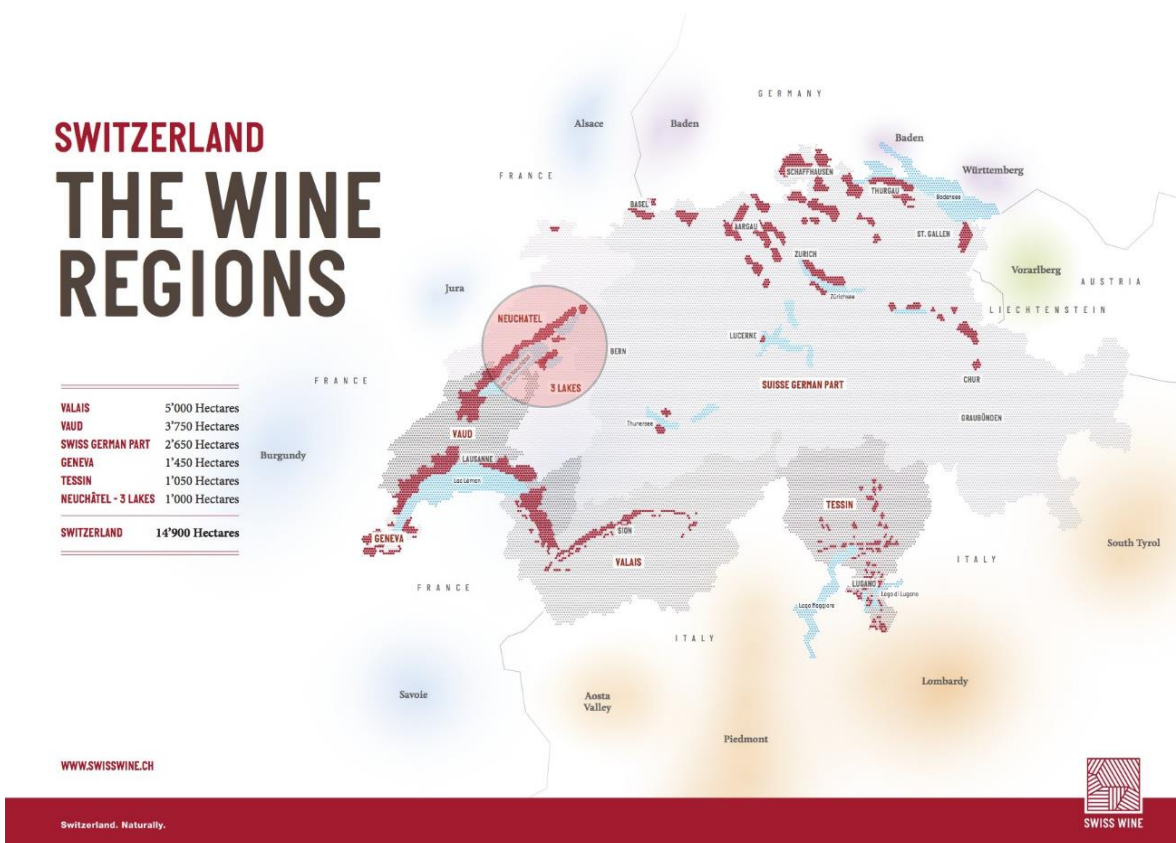 SWITZERLAND
THE WINE
REGIONS
VALAIS 5'000 Hectares
VAUD 3'750 Hectares
SWISS GERMAN PART 2'650 Hectares
GENEVA 1'450 Hectares
TESSIN 1'050 Hectares
NEUCHÂTEL - 3 LAKES 1'000 Hectares
SWITZERLAND 14'900 Hectares
GERMANY
Alsace
Baden
Baden
FRANCE
SCHAFFHAUSEN
Württemberg
THURGAU
Bodensee
BASEL
AARGAU
ST. GALLEN
ZURICH
Vorarlberg
AUSTRIA
Jura
Zürichsee
LIECHTENSTEIN
NEUCHATEL
LUCERNE
BERN
FRANCE
3 LAKES
SUISSE GERMAN PART
CHUR
GRAUBÜNDEN
Thunersee
VAUD
Burgundy
LAUSANNE
Lac Léman
TESSIN
SION
GENEVA
VALAIS
South Tyrol
ITALY
FRANCE
LUGANO
Lago di Lugano
Lago Maggiore
ITALY
Savoie
Aosta
Valley
Lombardy
Piedmont
WWW.SWISSWINE.CH
Switzerland. Naturally.
SWISS WINE